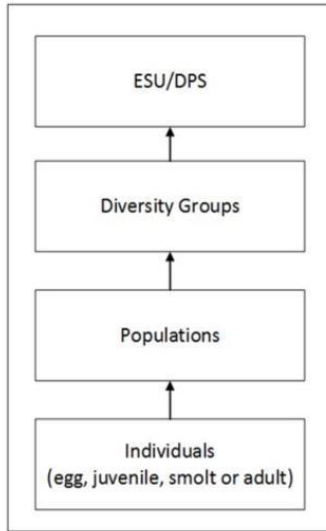 ESU/DPS
Diversity Groups
Populations
Individuals
(egg, juvenile, smolt or adult)